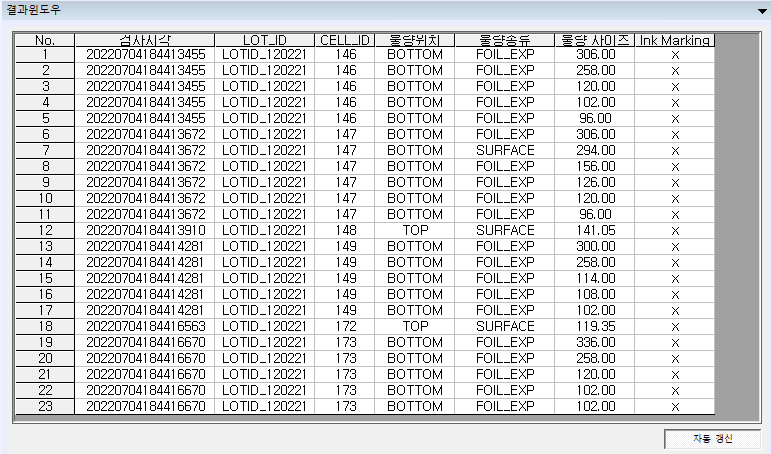 결과윈도우
No. 검사시각 LOT_ID CELL_ID 불량위치 불량종류 불량 사이즈 Ink Marking
1 20220704184413455 LOTID_120221 146 BOTTOM FOIL_EXP 306.00 X
2 20220704184413455 LOTID_120221 146 BOTTOM FOIL_EXP 258.00 X
3 20220704184413455 LOTID_120221 146 BOTTOM FOIL_EXP 120.00 X
4 20220704184413455 LOTID_120221 146 BOTTOM FOIL_EXP 102.00 X
5 20220704184413455 LOTID_120221 146 BOTTOM FOIL_EXP 96.00 X
6 20220704184413672 LOTID_120221 147 BOTTOM FOIL_EXP 306.00 X
7 20220704184413672 LOTID_120221 147 BOTTOM SURFACE 294.00 X
8 20220704184413672 LOTID_120221 147 BOTTOM FOIL_EXP 156.00 X
9 20220704184413672 LOTID_120221 147 BOTTOM FOIL_EXP 126.00 X
10 20220704184413672 LOTID_120221 147 BOTTOM FOIL_EXP 120.00 X
11 20220704184413672 LOTID_120221 147 BOTTOM FOIL_EXP 96.00 X
12 20220704184413910 LOTID_120221 148 TOP SURFACE 141.05 X
13 20220704184414281 LOTID_120221 149 BOTTOM FOIL_EXP 300.00 X
14 20220704184414281 LOTID_120221 149 BOTTOM FOIL_EXP 258.00 X
15 20220704184414281 LOTID_120221 149 BOTTOM FOIL_EXP 114.00 X
16 20220704184414281 LOTID_120221 149 BOTTOM FOIL_EXP 108.00 X
17 20220704184414281 LOTID_120221 149 BOTTOM FOIL_EXP 102.00 X
18 20220704184416563 LOTID_120221 172 TOP SURFACE 119.35 X
19 20220704184416670 LOTID_120221 173 BOTTOM FOIL_EXP 336.00 X
20 20220704184416670 LOTID_120221 173 BOTTOM FOIL_EXP 258.00 X
21 20220704184416670 LOTID_120221 173 BOTTOM FOIL_EXP 120.00 X
22 20220704184416670 LOTID_120221 173 BOTTOM FOIL_EXP 102.00 X
23 20220704184416670 LOTID_120221 173 BOTTOM FOIL_EXP 102.00 X
자동 갱신